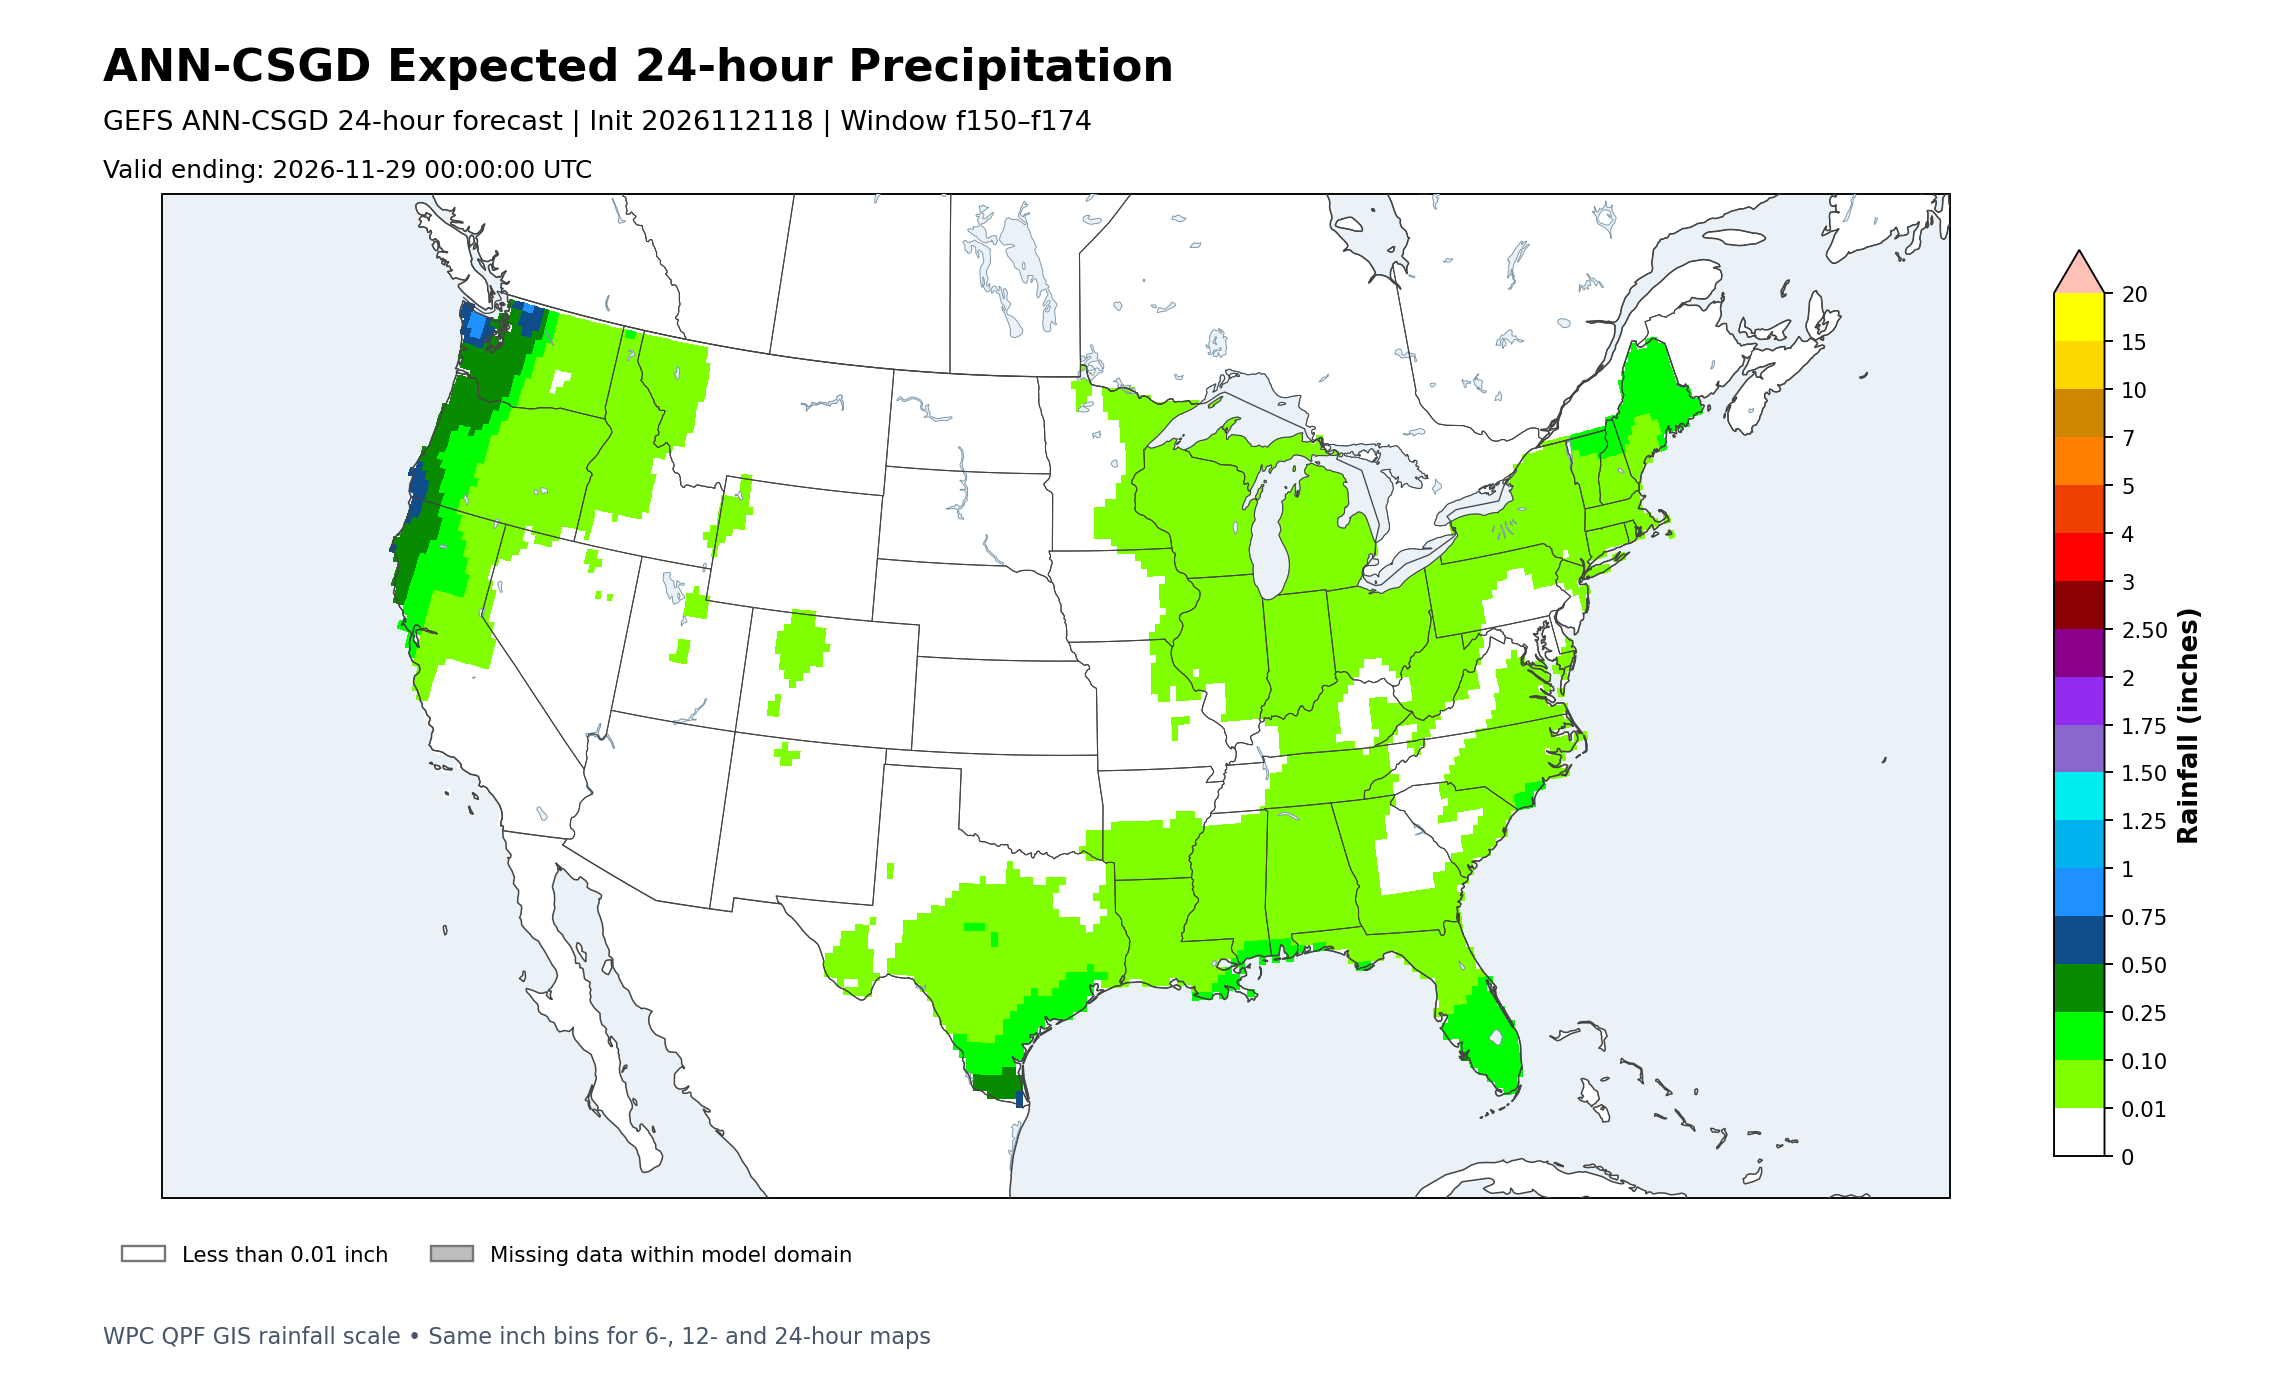 ANN-CSGD Expected 24-hour Precipitation
GEFS ANN-CSGD 24-hour forecast | Init 2026112118 | Window f150–f174
Valid ending: 2026-11-29 00:00:00 UTC
20
15
10
7
5
4
3
2.50
2
1.75
1.50
1.25
1
0.75
0.50
0.25
0.10
0.01
0
Rainfall (inches)
Less than 0.01 inch
Missing data within model domain
WPC QPF GIS rainfall scale • Same inch bins for 6-, 12- and 24-hour maps